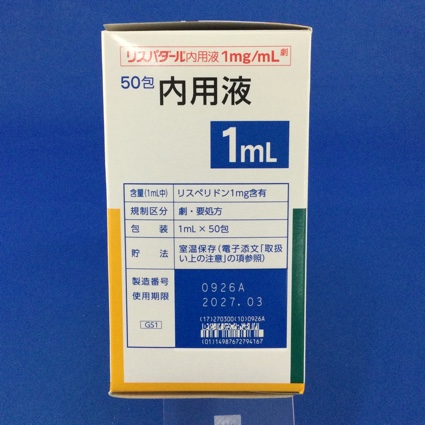 リスパダール内用液1mg/mL 劇
50包 内用液
1mL
含量(1mL中) リスペリドン1mg含有
規制区分 劇・要処方
包装 1mL×50包
貯法 室温保存(電子添文「取扱
い上の注意」の項参照)
製造番号 0926A
使用期限 2027.03
GS1
(17)270300(10)0926A
(01)14987672794167